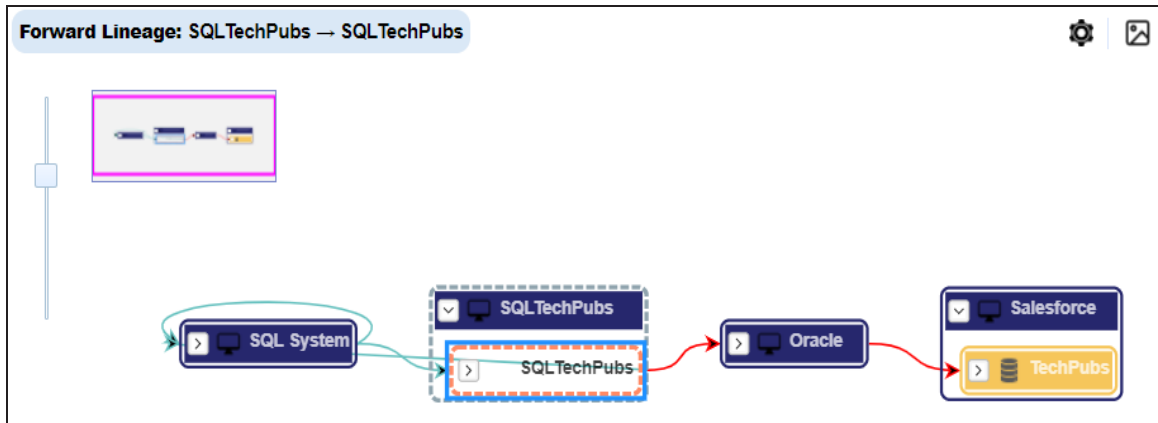 Forward Lineage: SQLTechPubs → SQLTechPubs
SQLTechPubs
Salesforce
SQL System
Oracle
SQLTechPubs
TechPubs